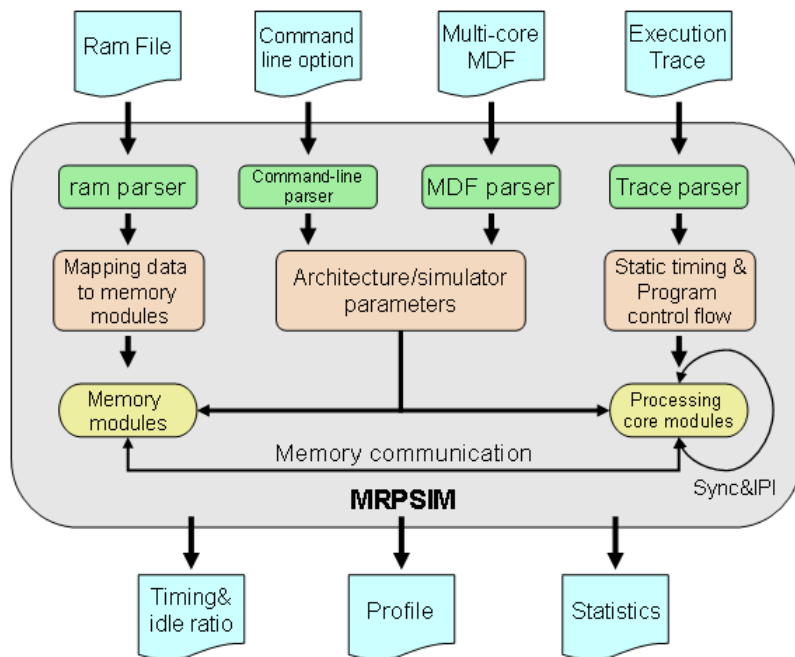 Ram File
Command
line option
Multi-core
MDF
Execution
Trace
ram parser
Command-line
parser
MDF parser
Trace parser
Mapping data
to memory
modules
Architecture/simulator
parameters
Static timing &
Program
control flow
Memory
modules
Processing
core modules
Memory communication
Sync&IPI
MRPSIM
Timing&
idle ratio
Profile
Statistics